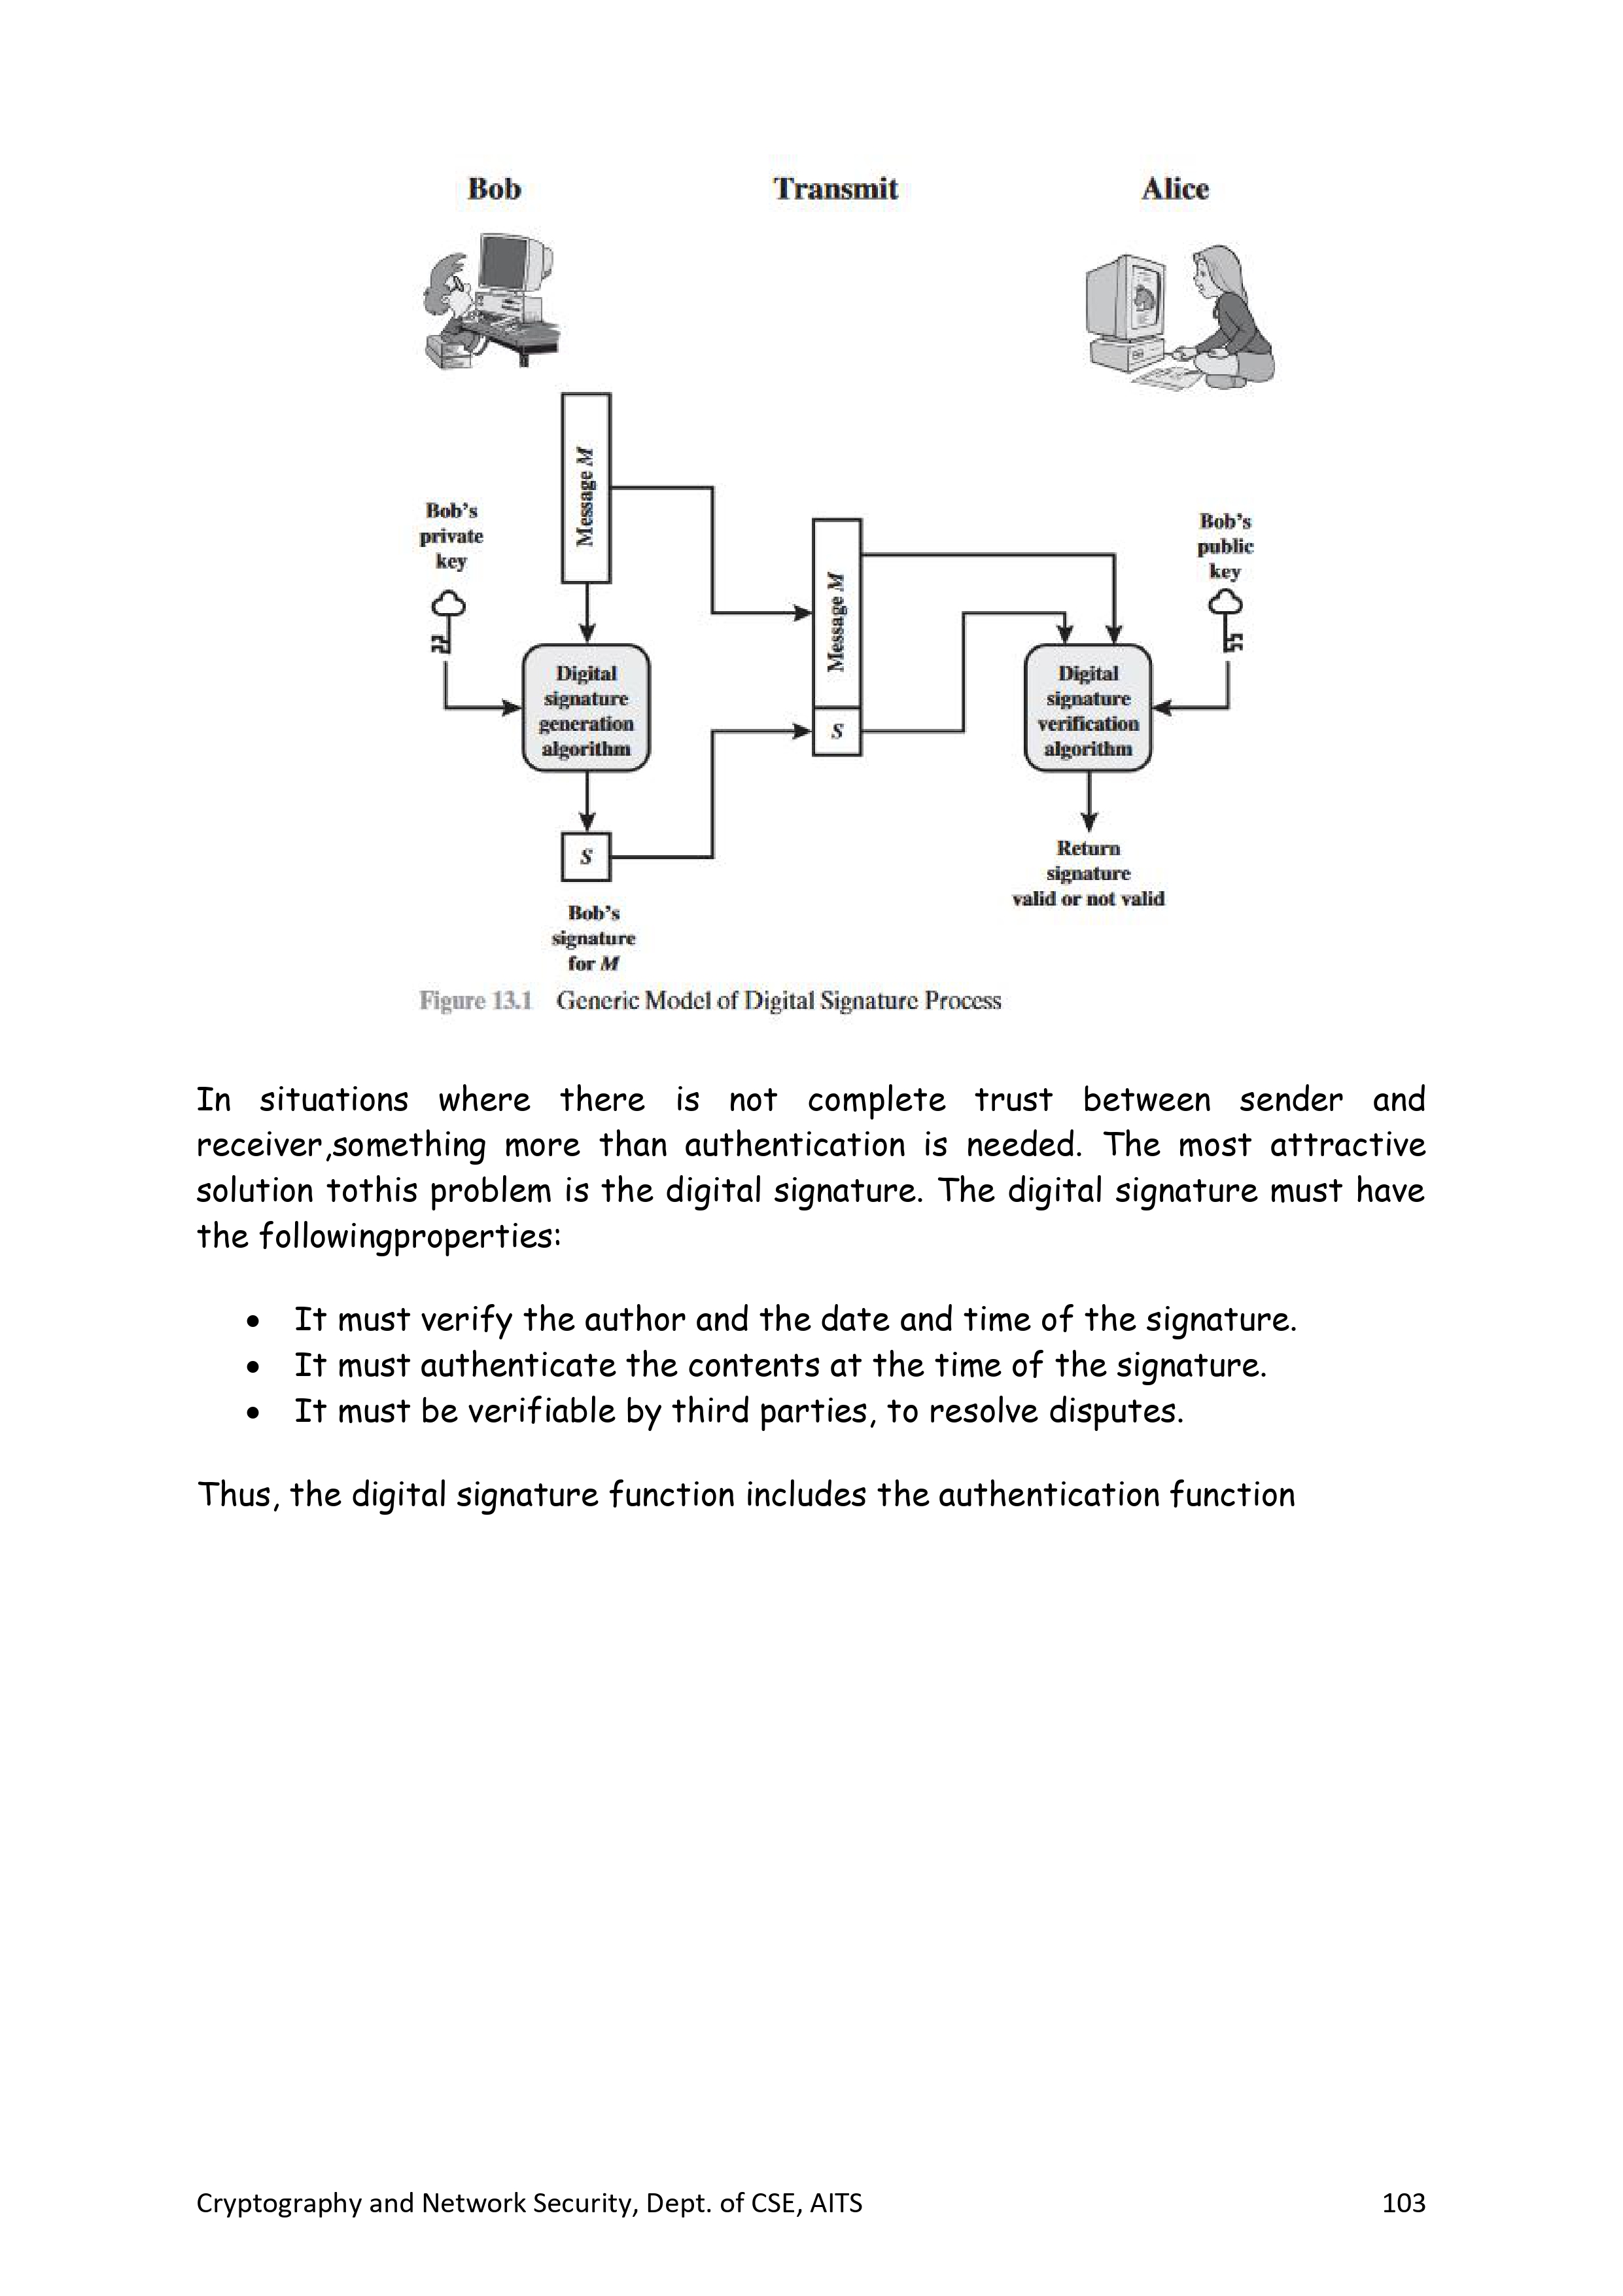 Bob Transmit Alice
Message M
Bob's
private
key
Message M
Bob's
public
key
Digital
signature
generation
algorithm
S
Digital
signature
verification
algorithm
S
Bob's
signature
for M
Return
signature
valid or not valid
Figure 13.1 Generic Model of Digital Signature Process
In situations where there is not complete trust between sender and
receiver,something more than authentication is needed. The most attractive
solution tothis problem is the digital signature. The digital signature must have
the followingproperties:
• It must verify the author and the date and time of the signature.
• It must authenticate the contents at the time of the signature.
• It must be verifiable by third parties, to resolve disputes.
Thus, the digital signature function includes the authentication function
Cryptography and Network Security, Dept. of CSE, AITS 103